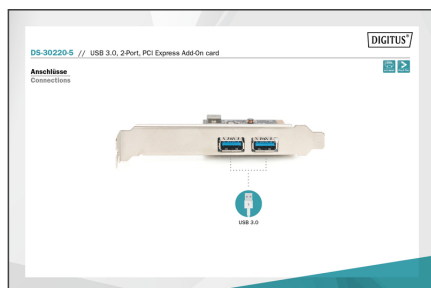 DIGITUS®
DS-30220-5 // USB 3.0, 2-Port, PCI Express Add-On card
Anschlüsse
Connections
USB 3.0